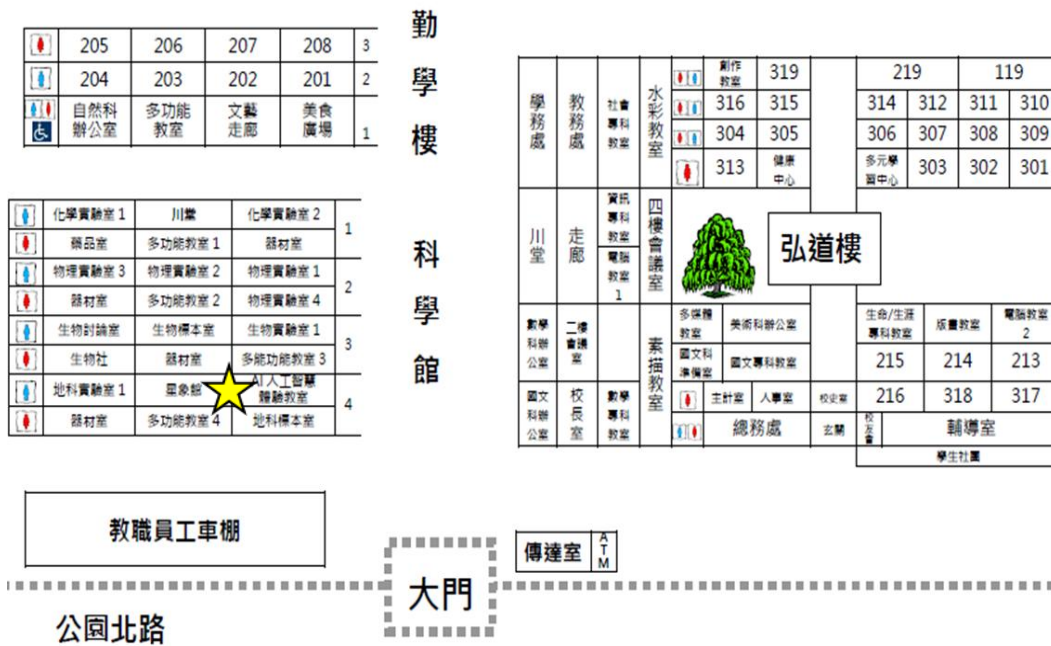 勤學樓
205 206 207 208 3
204 203 202 201 2
自然科辦公室 多功能教室 文藝走廊 美食廣場 1
科學館
化學實驗室 1 川堂 化學實驗室 2 1
藥品室 多功能教室 1 器材室
物理實驗室 3 物理實驗室 2 物理實驗室 1 2
器材室 多功能教室 2 物理實驗室 4
生物討論室 生物標本室 生物實驗室 1 3
生物社 器材室 多能功能教室 3
地科實驗室 1 星象館 AI 人工智慧體驗教室 4
器材室 多功能教室 4 地科標本室
學務處 教務處 社會專科教室 水彩教室
川堂 走廊 資訊專科教室 電腦教室 1 四樓會議室
數學科辦公室 二樓會議室 素描教室
國文科辦公室 校長室 數學專科教室
創作教室 319
316 315
304 305
313 健康中心
219 119
314 312 311 310
306 307 308 309
多元學習中心 303 302 301
弘道樓
多媒體教室 美術科辦公室
國文科準備室 國文專科教室
主計室 人事室 校史室
總務處 玄關
生命/生涯專科教室 版畫教室 電腦教室 2
215 214 213
216 318 317
校友會 輔導室
學生社團
教職員工車棚
傳達室 ATM
大門
公園北路